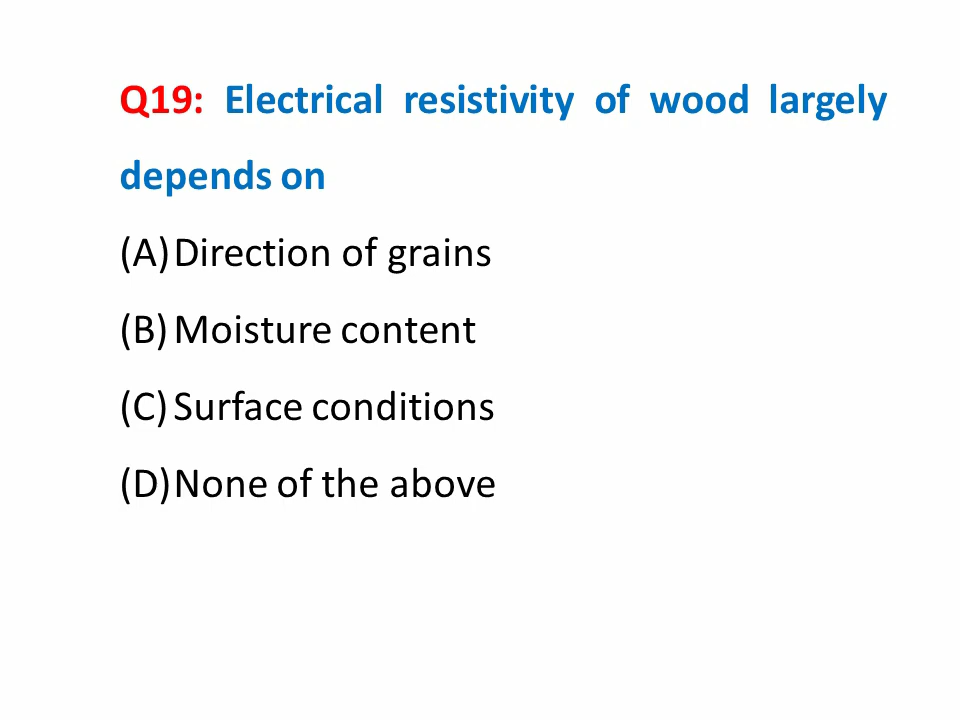 Q19: Electrical resistivity of wood largely
depends on
(A) Direction of grains
(B) Moisture content
(C) Surface conditions
(D) None of the above